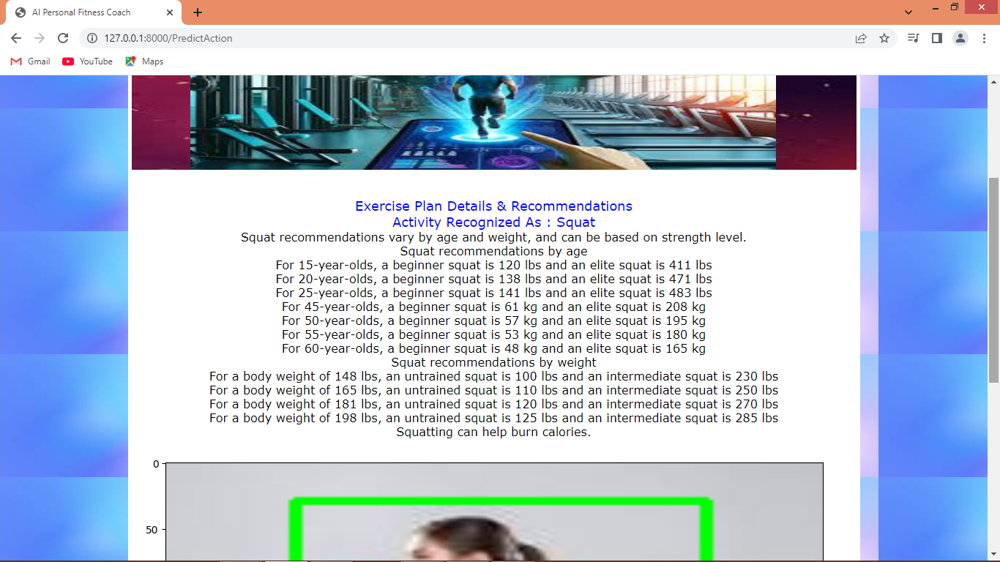 AI Personal Fitness Coach
127.0.0.1:8000/PredictAction
Gmail YouTube Maps
Exercise Plan Details & Recommendations
Activity Recognized As : Squat
Squat recommendations vary by age and weight, and can be based on strength level.
Squat recommendations by age
For 15-year-olds, a beginner squat is 120 lbs and an elite squat is 411 lbs
For 20-year-olds, a beginner squat is 138 lbs and an elite squat is 471 lbs
For 25-year-olds, a beginner squat is 141 lbs and an elite squat is 483 lbs
For 45-year-olds, a beginner squat is 61 kg and an elite squat is 208 kg
For 50-year-olds, a beginner squat is 57 kg and an elite squat is 195 kg
For 55-year-olds, a beginner squat is 53 kg and an elite squat is 180 kg
For 60-year-olds, a beginner squat is 48 kg and an elite squat is 165 kg
Squat recommendations by weight
For a body weight of 148 lbs, an untrained squat is 100 lbs and an intermediate squat is 230 lbs
For a body weight of 165 lbs, an untrained squat is 110 lbs and an intermediate squat is 250 lbs
For a body weight of 181 lbs, an untrained squat is 120 lbs and an intermediate squat is 270 lbs
For a body weight of 198 lbs, an untrained squat is 125 lbs and an intermediate squat is 285 lbs
Squatting can help burn calories.
0
50